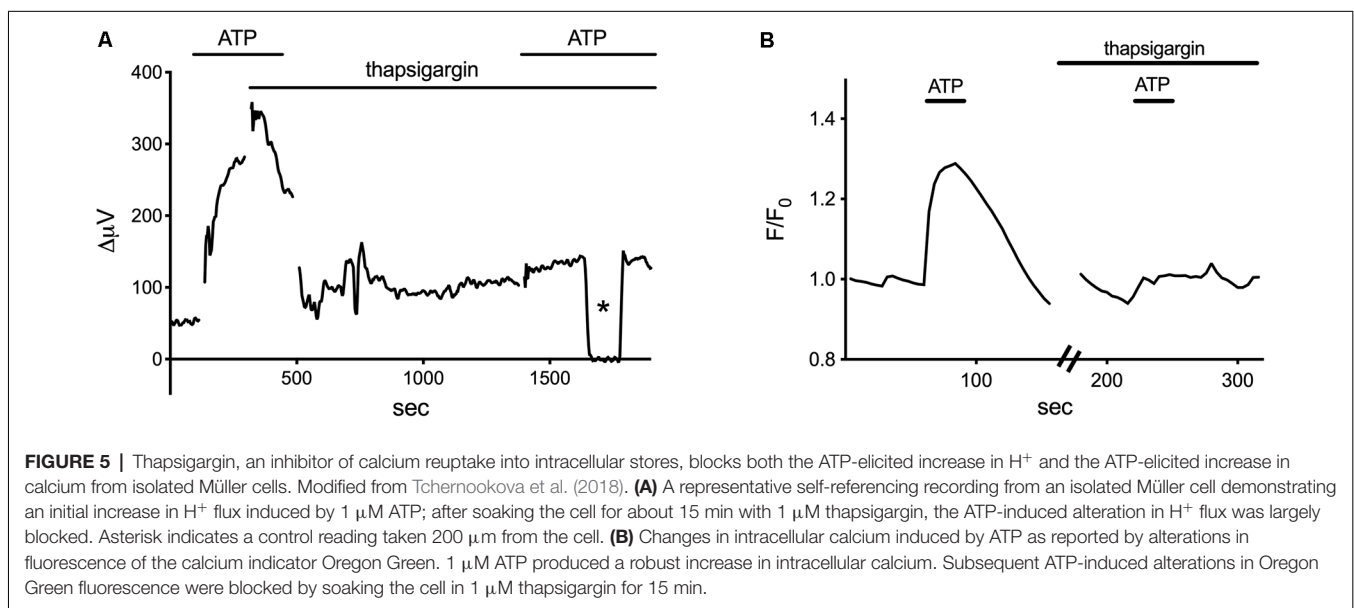 A
ATP
ATP
thapsigargin
400
300
200
100
0
ΔμV
*
500
1000
1500
sec
B
thapsigargin
ATP
ATP
1.4
1.2
1.0
0.8
F/F0
100
200
300
sec
FIGURE 5 | Thapsigargin, an inhibitor of calcium reuptake into intracellular stores, blocks both the ATP-elicited increase in H+ and the ATP-elicited increase in
calcium from isolated Müller cells. Modified from Tchernookova et al. (2018). (A) A representative self-referencing recording from an isolated Müller cell demonstrating
an initial increase in H+ flux induced by 1 μM ATP; after soaking the cell for about 15 min with 1 μM thapsigargin, the ATP-induced alteration in H+ flux was largely
blocked. Asterisk indicates a control reading taken 200 μm from the cell. (B) Changes in intracellular calcium induced by ATP as reported by alterations in
fluorescence of the calcium indicator Oregon Green. 1 μM ATP produced a robust increase in intracellular calcium. Subsequent ATP-induced alterations in Oregon
Green fluorescence were blocked by soaking the cell in 1 μM thapsigargin for 15 min.